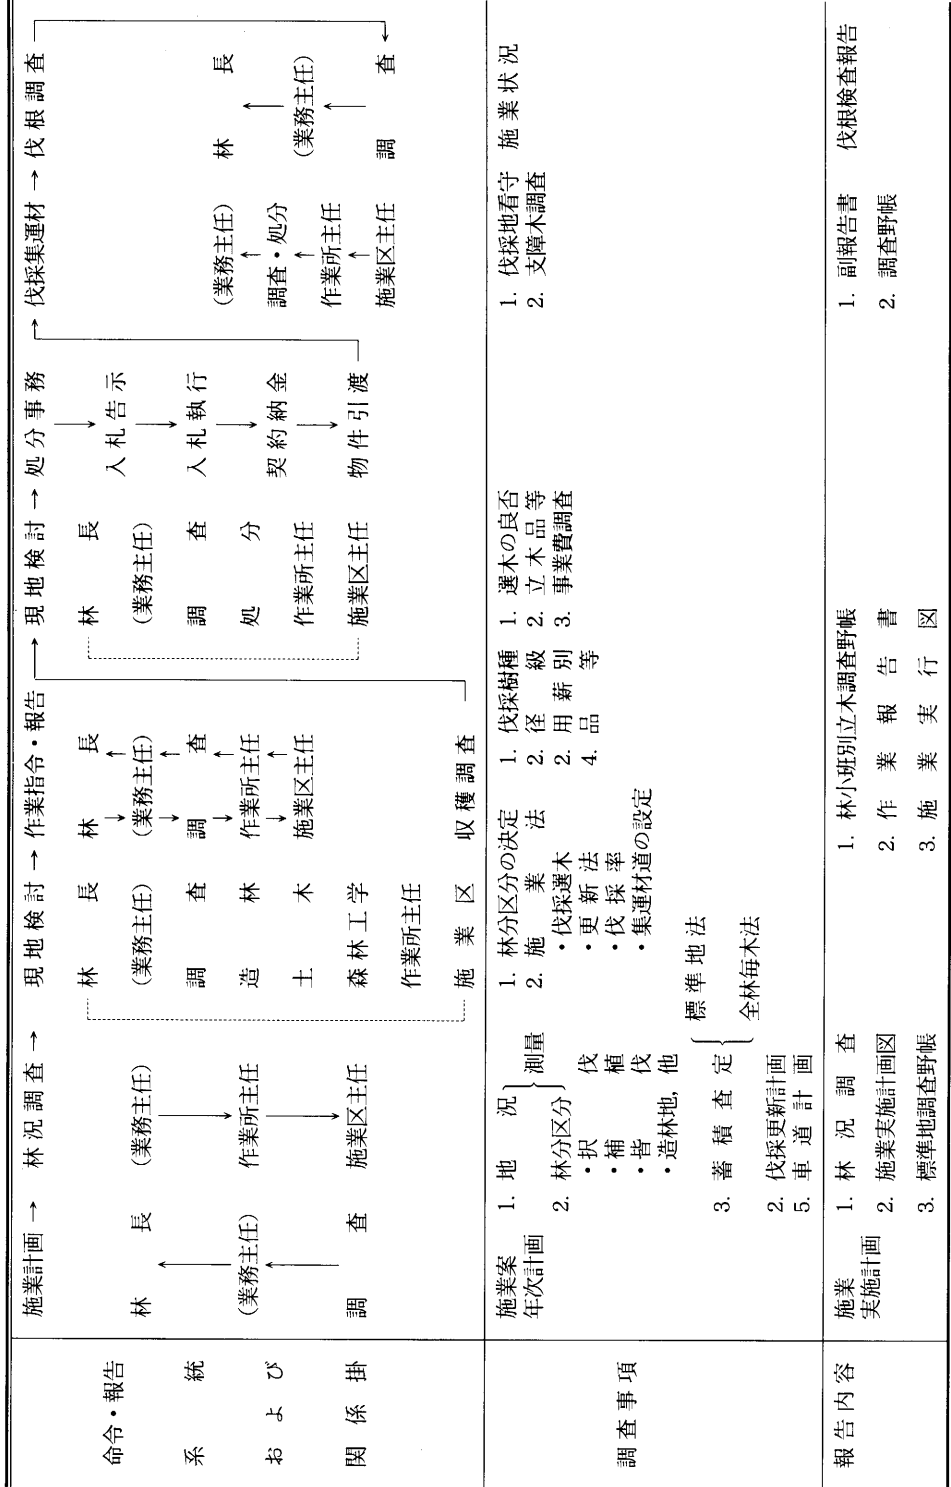 命令・報告
系統
および
関係掛
施業計画 → 林況調査 → 現地検討 → 作業指令・報告 → 現地検討 → 処分事務 → 伐採集運材 → 伐根調査
林長
↑
(業務主任)
↑
調査
(業務主任)
↓
作業所主任
↓
施業区主任
林長
(業務主任)
調査
造林
土木
森林工学
作業所主任
施業区
林長
↓ ↑
(業務主任)
↓ ↑
調査
↓ ↑
作業所主任
↓ ↑
施業区主任
収穫調査
林長
(業務主任)
調査
処分
作業所主任
施業区主任
↓
入札告示
↓
入札執行
↓
契約納金
↓
物件引渡
(業務主任)
↑
調査・処分
↑
作業所主任
↑
施業区主任
林長
↑
(業務主任)
↑
調査
調査事項
施業案
年次計画
1. 地況
2. 林分区分
測量
・択伐
・補植
・皆伐
・造林地,他
3. 蓄積査定
標準地法
全林毎木法
2. 伐採更新計画
5. 車道計画
1. 林分区分の決定
2. 施業法
・伐採選木
・更新法
・伐採率
・集運材道の設定
1. 伐採樹種
2. 径級
2. 用薪別
4. 品等
1. 選木の良否
2. 立木品等
3. 事業費調査
1. 伐採地看守
2. 支障木調査
施業状況
報告内容
施業
実施計画
1. 林況調査
2. 施業実施計画図
3. 標準地調査野帳
1. 林小班別立木調査野帳
2. 作業報告書
3. 施業実行図
1. 副報告書
2. 調査野帳
伐根検査報告